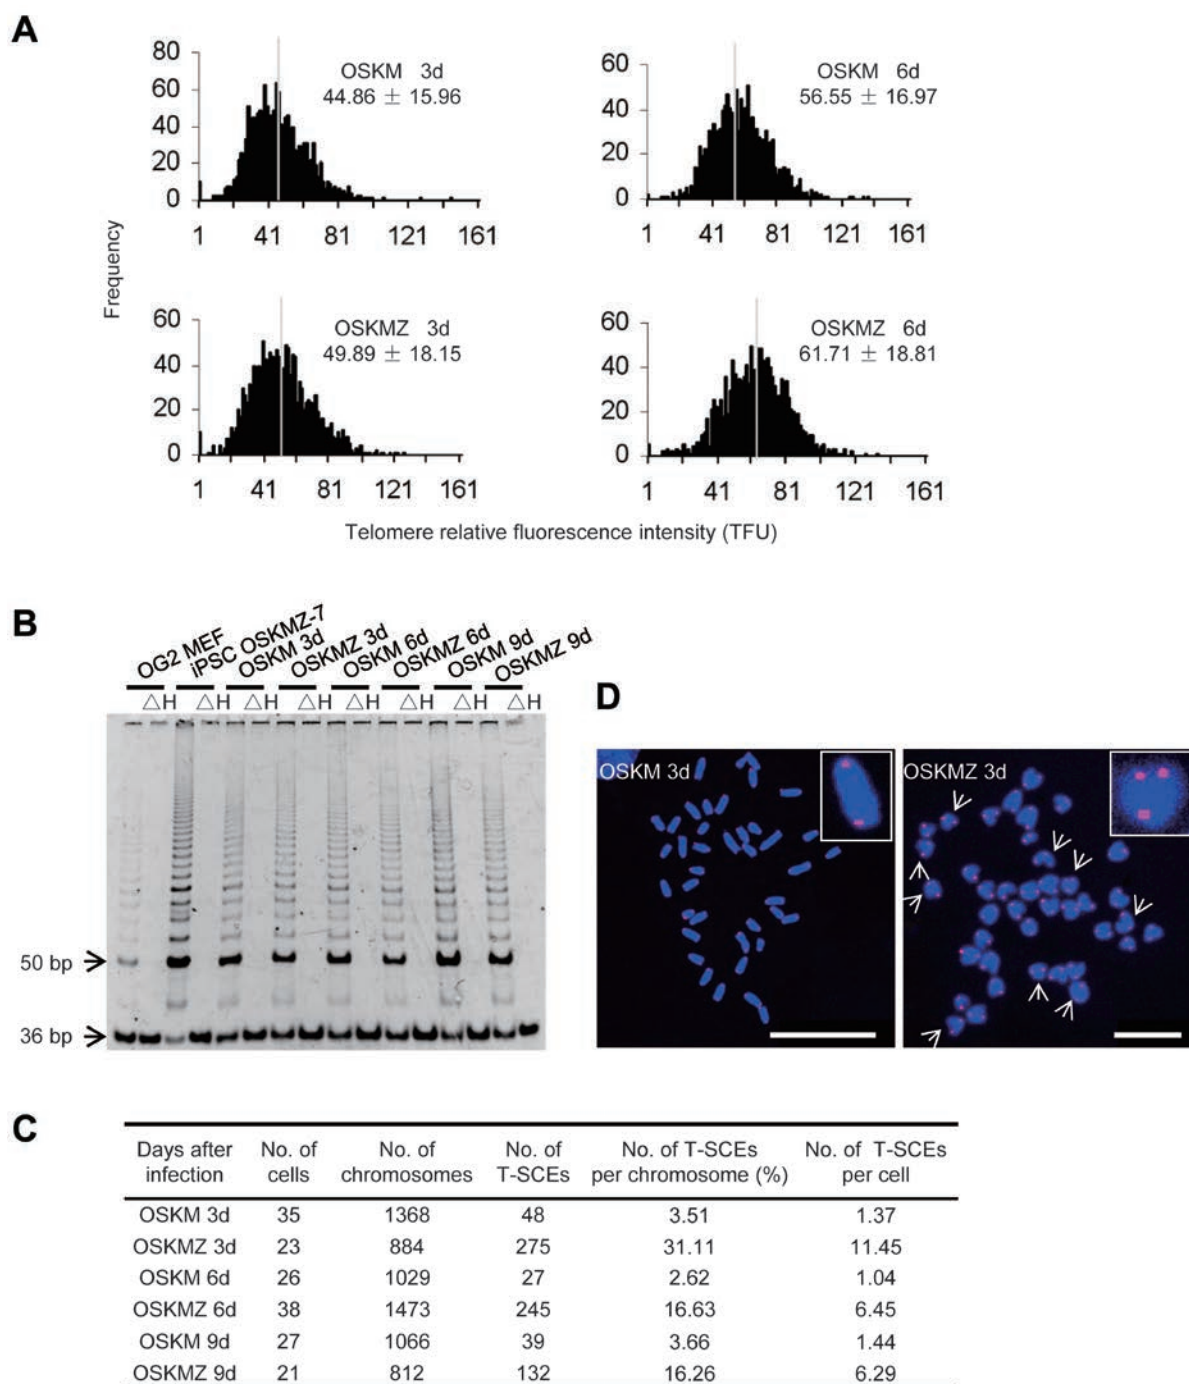 A
OSKM 3d
44.86 ± 15.96
80
60
40
20
0
1 41 81 121 161
OSKM 6d
56.55 ± 16.97
60
40
20
0
1 41 81 121 161
Frequency
OSKMZ 3d
49.89 ± 18.15
60
40
20
0
1 41 81 121 161
OSKMZ 6d
61.71 ± 18.81
60
40
20
0
1 41 81 121 161
Telomere relative fluorescence intensity (TFU)
B
OG2 MEF
iPSC OSKMZ-7
OSKM 3d
OSKMZ 3d
OSKM 6d
OSKMZ 6d
OSKM 9d
OSKMZ 9d
△H △H △H △H △H △H △H △H
50 bp
36 bp
D
OSKM 3d
OSKMZ 3d
C
Days after infection No. of cells No. of chromosomes No. of T-SCEs No. of T-SCEs per chromosome (%) No. of T-SCEs per cell
OSKM 3d 35 1368 48 3.51 1.37
OSKMZ 3d 23 884 275 31.11 11.45
OSKM 6d 26 1029 27 2.62 1.04
OSKMZ 6d 38 1473 245 16.63 6.45
OSKM 9d 27 1066 39 3.66 1.44
OSKMZ 9d 21 812 132 16.26 6.29